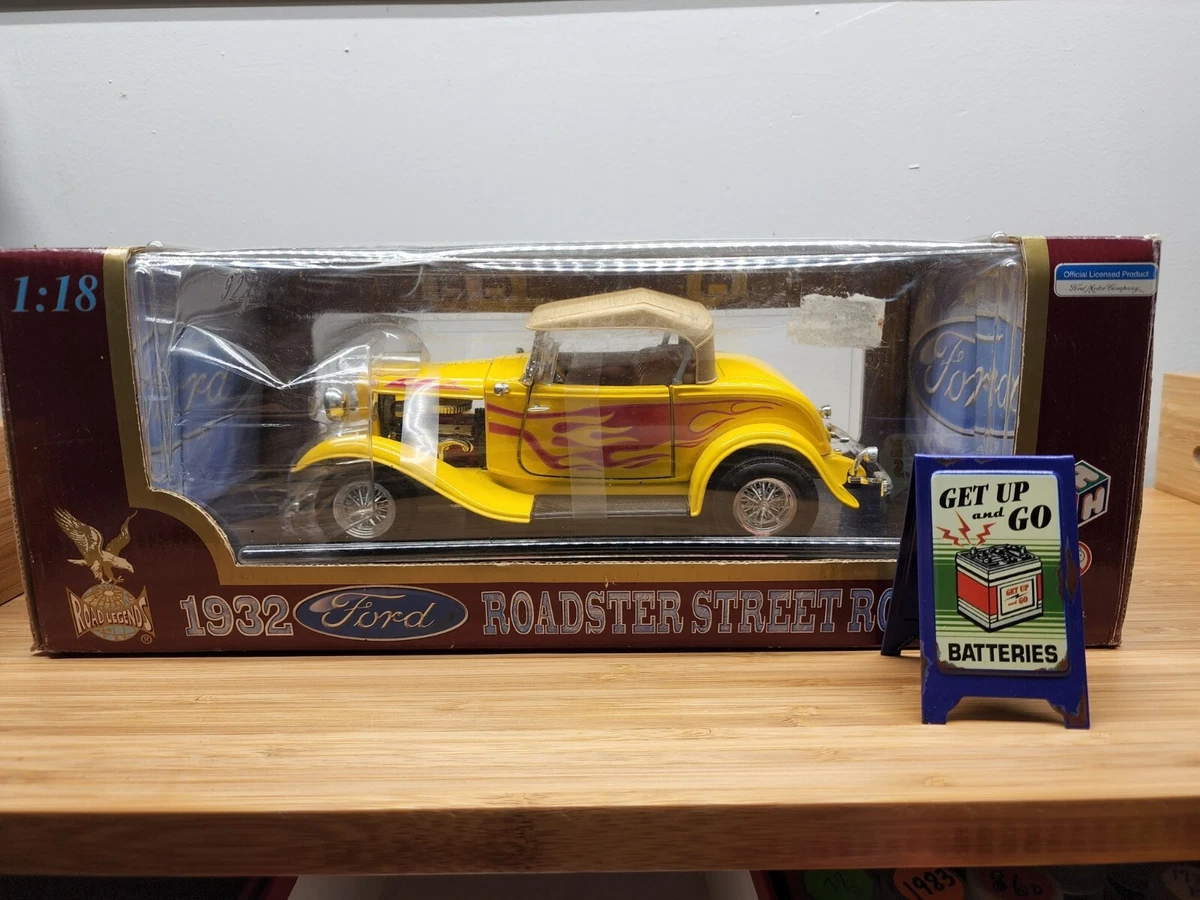 1:18
Official Licensed Product
Ford Motor Company
Ford
ROAD LEGENDS
®
1932 Ford ROADSTER STREET RO
GET UP
and GO
GET UP
and GO
BATTERIES
1983